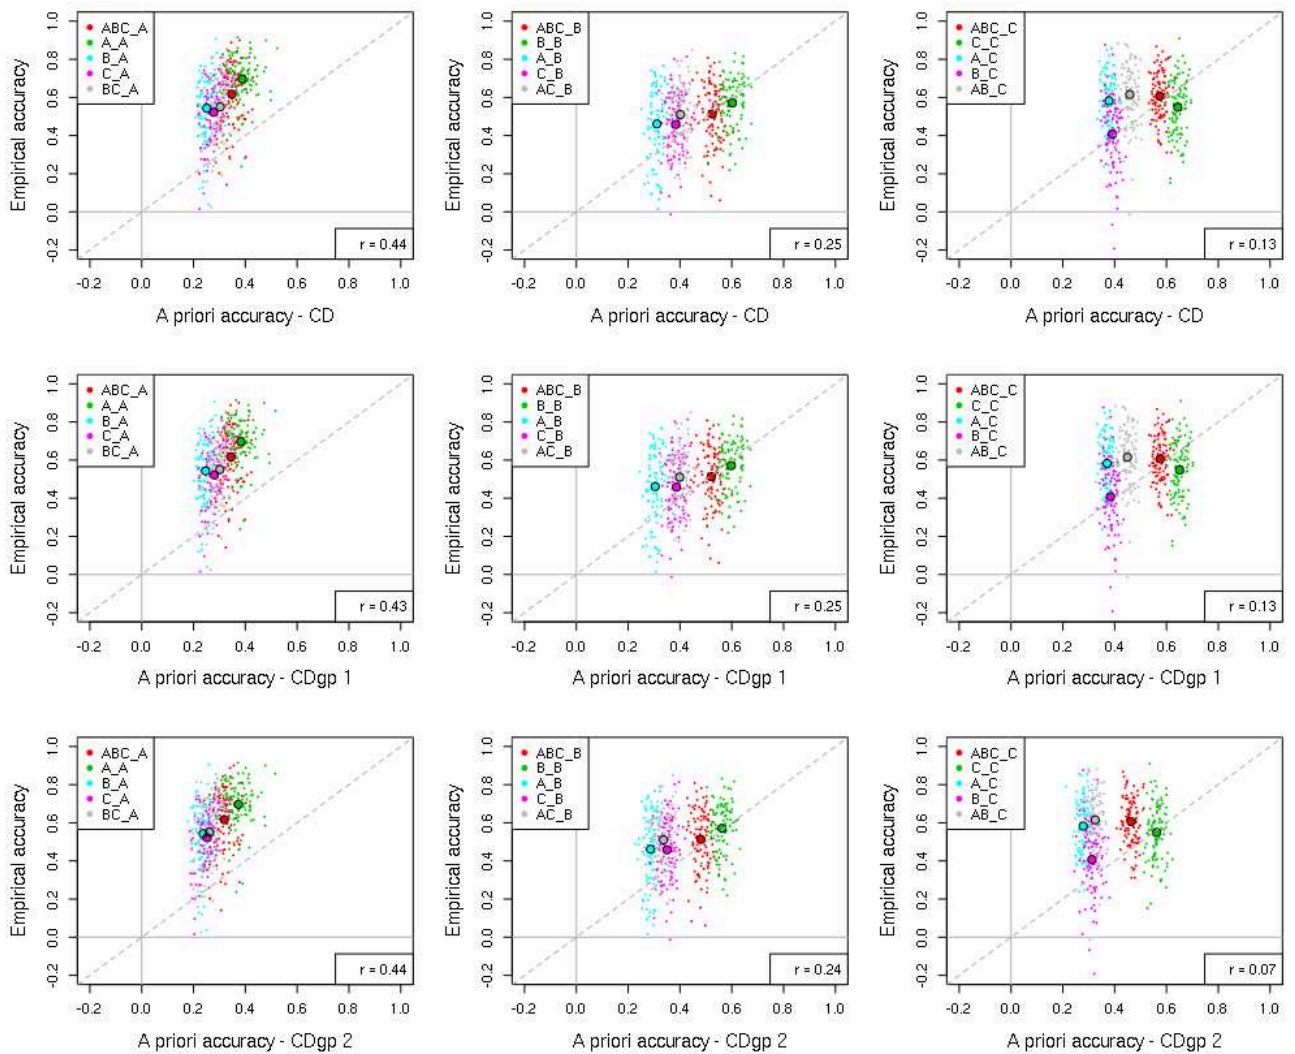 ABC_A
A_A
B_A
C_A
BC_A
Empirical accuracy
1.0
0.8
0.6
0.4
0.2
0.0
-0.2
r = 0.44
-0.2 0.0 0.2 0.4 0.6 0.8 1.0
A priori accuracy - CD
ABC_B
B_B
A_B
C_B
AC_B
Empirical accuracy
1.0
0.8
0.6
0.4
0.2
0.0
-0.2
r = 0.25
-0.2 0.0 0.2 0.4 0.6 0.8 1.0
A priori accuracy - CD
ABC_C
C_C
A_C
B_C
AB_C
Empirical accuracy
1.0
0.8
0.6
0.4
0.2
0.0
-0.2
r = 0.13
-0.2 0.0 0.2 0.4 0.6 0.8 1.0
A priori accuracy - CD
ABC_A
A_A
B_A
C_A
BC_A
Empirical accuracy
1.0
0.8
0.6
0.4
0.2
0.0
-0.2
r = 0.43
-0.2 0.0 0.2 0.4 0.6 0.8 1.0
A priori accuracy - CDgp 1
ABC_B
B_B
A_B
C_B
AC_B
Empirical accuracy
1.0
0.8
0.6
0.4
0.2
0.0
-0.2
r = 0.25
-0.2 0.0 0.2 0.4 0.6 0.8 1.0
A priori accuracy - CDgp 1
ABC_C
C_C
A_C
B_C
AB_C
Empirical accuracy
1.0
0.8
0.6
0.4
0.2
0.0
-0.2
r = 0.13
-0.2 0.0 0.2 0.4 0.6 0.8 1.0
A priori accuracy - CDgp 1
ABC_A
A_A
B_A
C_A
BC_A
Empirical accuracy
1.0
0.8
0.6
0.4
0.2
0.0
-0.2
r = 0.44
-0.2 0.0 0.2 0.4 0.6 0.8 1.0
A priori accuracy - CDgp 2
ABC_B
B_B
A_B
C_B
AC_B
Empirical accuracy
1.0
0.8
0.6
0.4
0.2
0.0
-0.2
r = 0.24
-0.2 0.0 0.2 0.4 0.6 0.8 1.0
A priori accuracy - CDgp 2
ABC_C
C_C
A_C
B_C
AB_C
Empirical accuracy
1.0
0.8
0.6
0.4
0.2
0.0
-0.2
r = 0.07
-0.2 0.0 0.2 0.4 0.6 0.8 1.0
A priori accuracy - CDgp 2